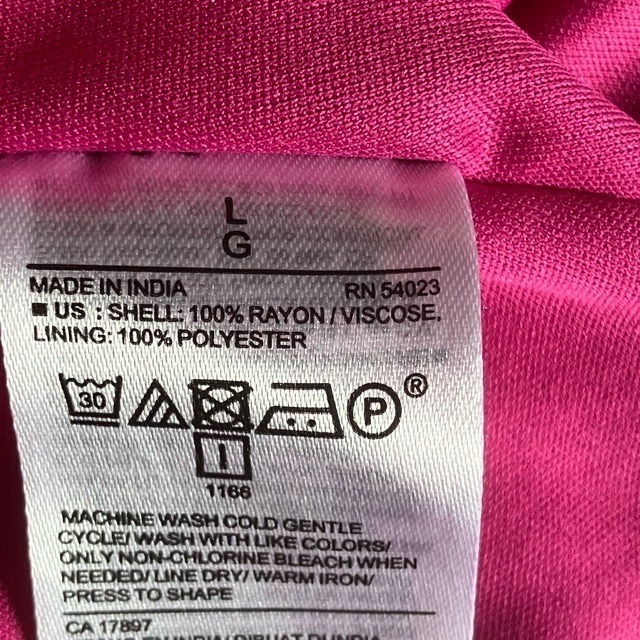 L
G
MADE IN INDIA RN 54023
■ US : SHELL: 100% RAYON / VISCOSE.
LINING: 100% POLYESTER
30 P ®
I
1166
MACHINE WASH COLD GENTLE
CYCLE/ WASH WITH LIKE COLORS/
ONLY NON-CHLORINE BLEACH WHEN
NEEDED/ LINE DRY/ WARM IRON/
PRESS TO SHAPE
CA 17897